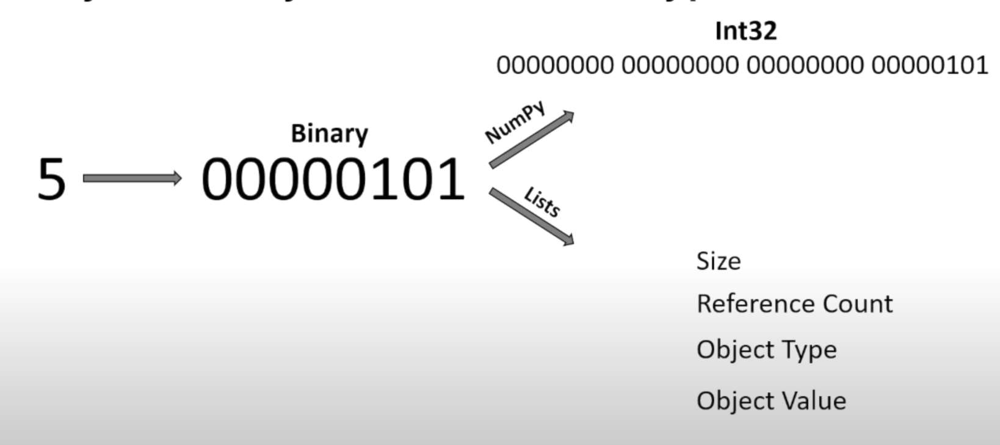 Int32
00000000 00000000 00000000 00000101
NumPy
Binary
5 00000101
Lists
Size
Reference Count
Object Type
Object Value